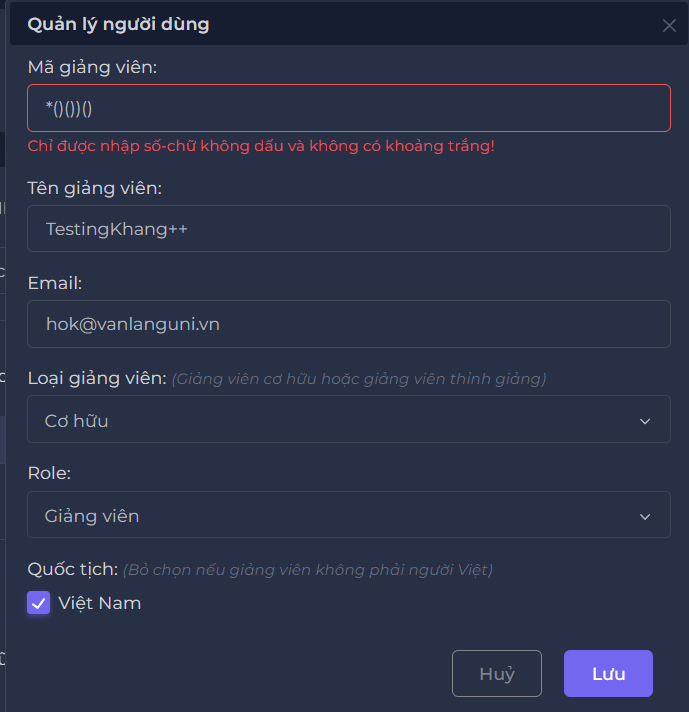 Quản lý người dùng
Mã giảng viên:
*()())()
Chỉ được nhập số-chữ không dấu và không có khoảng trắng!
Tên giảng viên:
TestingKhang++
Email:
hok@vanlanguni.vn
Loại giảng viên: (Giảng viên cơ hữu hoặc giảng viên thỉnh giảng)
Cơ hữu
Role:
Giảng viên
Quốc tịch: (Bỏ chọn nếu giảng viên không phải người Việt)
Việt Nam
Huỷ Lưu